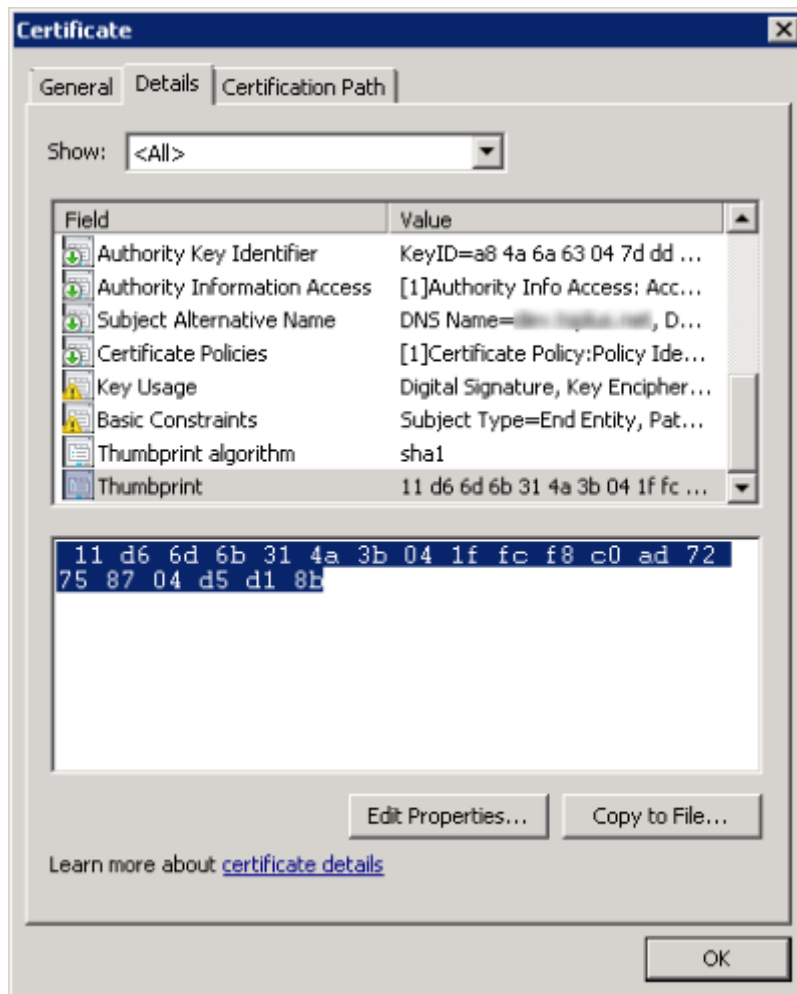 Certificate
General Details Certification Path
Show: <All>
Field Value
Authority Key Identifier KeyID=a8 4a 6a 63 04 7d dd ...
Authority Information Access [1]Authority Info Access: Acc...
Subject Alternative Name DNS Name= , D...
Certificate Policies [1]Certificate Policy:Policy Ide...
Key Usage Digital Signature, Key Encipher...
Basic Constraints Subject Type=End Entity, Pat...
Thumbprint algorithm sha1
Thumbprint 11 d6 6d 6b 31 4a 3b 04 1f fc ...
11 d6 6d 6b 31 4a 3b 04 1f fc f8 c0 ad 72
75 87 04 d5 d1 8b
Edit Properties... Copy to File...
Learn more about certificate details
OK